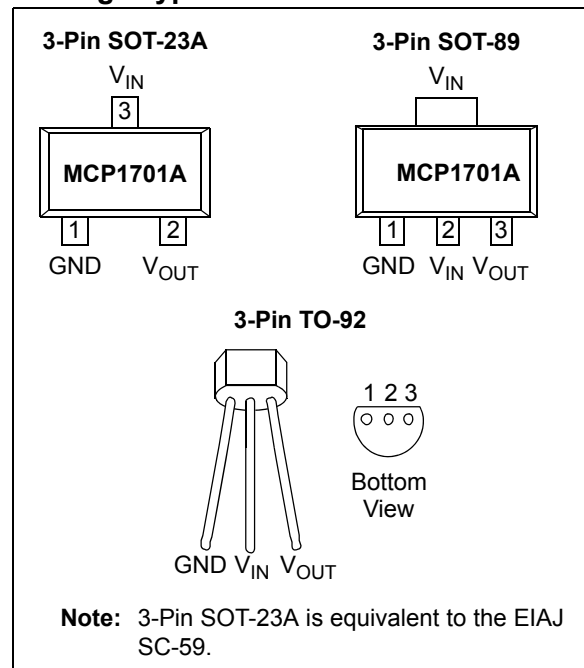 3-Pin SOT-23A
VIN
3
MCP1701A
1 2
GND VOUT
3-Pin SOT-89
VIN
MCP1701A
1 2 3
GND VIN VOUT
3-Pin TO-92
1 2 3
Bottom
View
GND VIN VOUT
Note: 3-Pin SOT-23A is equivalent to the EIAJ
SC-59.